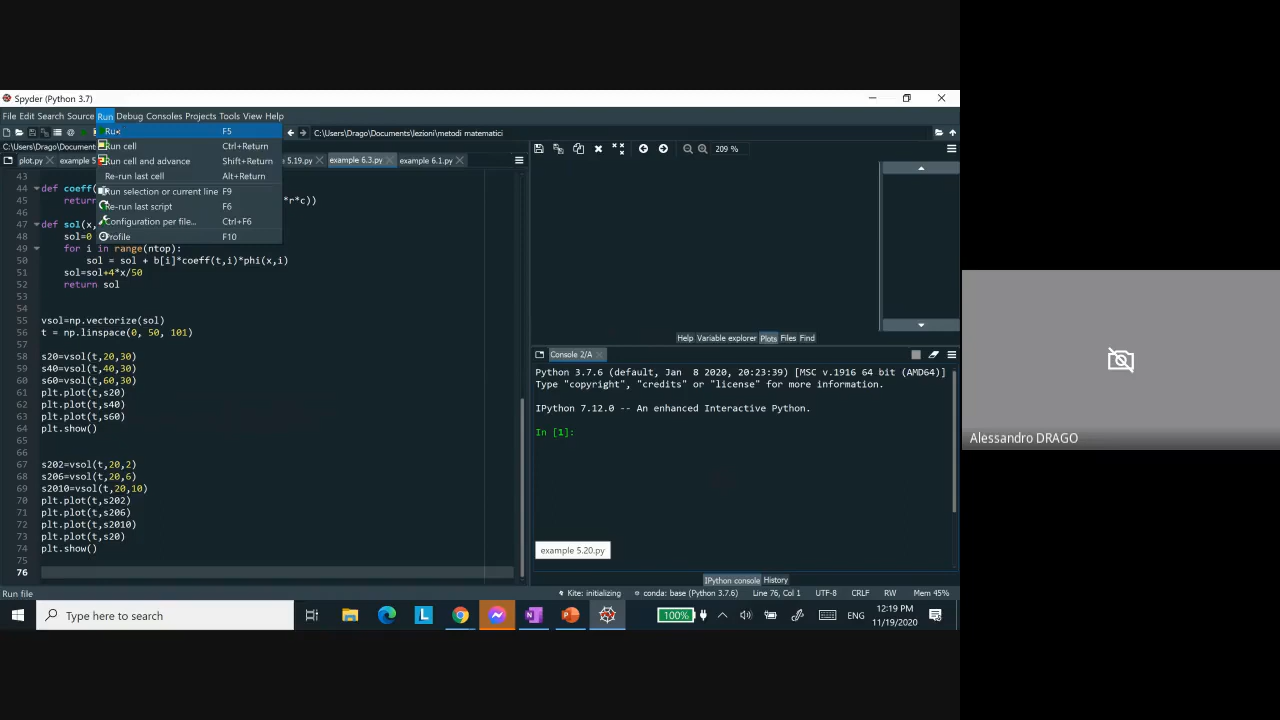 Spyder (Python 3.7)
File Edit Search Source Run Debug Consoles Projects Tools View Help
Run F5
C:\Users\Drago\Documents\lezioni\metodi matematici
C:\Users\Drago\Document
Run cell Ctrl+Return
209 %
plot.py example 5 5.19.py example 6.3.py example 6.1.py
Run cell and advance Shift+Return
43
Re-run last cell Alt+Return
44 def coeff(
Run selection or current line F9
45 return *r*c))
46
Re-run last script F6
47 def sol(x,
Configuration per file... Ctrl+F6
48 sol=0
Profile F10
49 for i in range(ntop):
50 sol = sol + b[i]*coeff(t,i)*phi(x,i)
51 sol=sol+4*x/50
52 return sol
53
54
55 vsol=np.vectorize(sol)
56 t = np.linspace(0, 50, 101)
57
58 s20=vsol(t,20,30)
59 s40=vsol(t,40,30)
60 s60=vsol(t,60,30)
61 plt.plot(t,s20)
62 plt.plot(t,s40)
63 plt.plot(t,s60)
64 plt.show()
65
66
67 s202=vsol(t,20,2)
68 s206=vsol(t,20,6)
69 s2010=vsol(t,20,10)
70 plt.plot(t,s202)
71 plt.plot(t,s206)
72 plt.plot(t,s2010)
73 plt.plot(t,s20)
74 plt.show()
75
76
Help Variable explorer Plots Files Find
Console 2/A
Python 3.7.6 (default, Jan 8 2020, 20:23:39) [MSC v.1916 64 bit (AMD64)]
Type "copyright", "credits" or "license" for more information.
IPython 7.12.0 -- An enhanced Interactive Python.
In [1]:
example 5.20.py
IPython console History
Run file
Kite: initializing conda: base (Python 3.7.6) Line 76, Col 1 UTF-8 CRLF RW Mem 45%
Type here to search
L
100%
ENG
12:19 PM
11/19/2020
Alessandro DRAGO